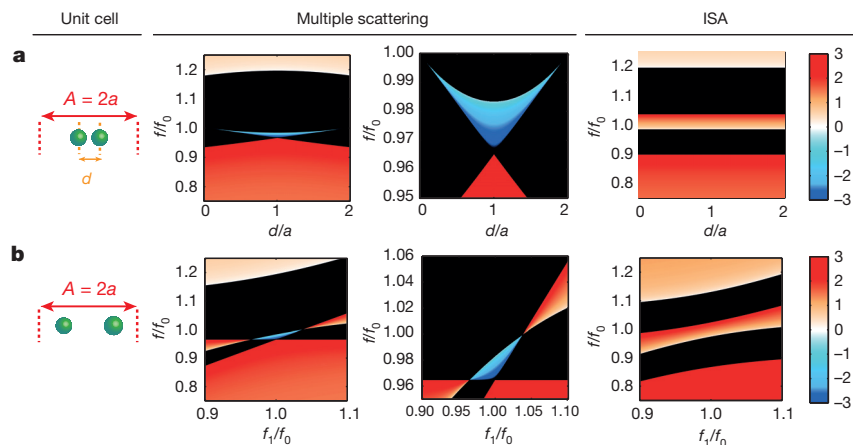 Unit cell Multiple scattering ISA
a
A = 2a
d
f/f0
1.2
1.1
1.0
0.9
0.8
0 1 2
d/a
f/f0
1.00
0.99
0.98
0.97
0.96
0.95
0 1 2
d/a
f/f0
1.2
1.1
1.0
0.9
0.8
0 1 2
d/a
3
2
1
0
–1
–2
–3
b
A = 2a
f/f0
1.2
1.1
1.0
0.9
0.8
0.9 1.0 1.1
f1/f0
f/f0
1.06
1.04
1.02
1.00
0.98
0.96
0.90 0.95 1.00 1.05 1.10
f1/f0
f/f0
1.2
1.1
1.0
0.9
0.8
0.9 1.0 1.1
f1/f0
3
2
1
0
–1
–2
–3